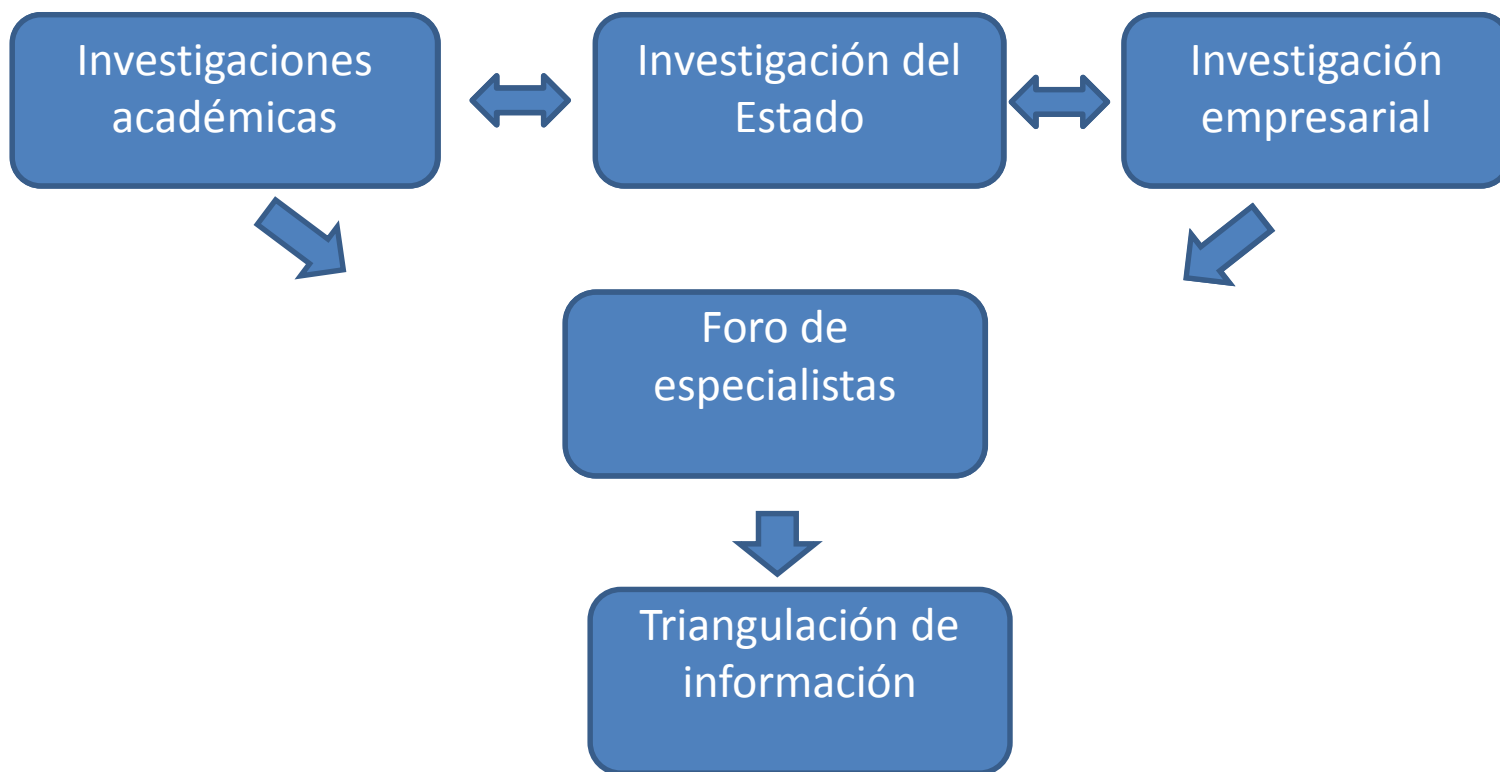 Investigaciones
académicas
Investigación del
Estado
Investigación
empresarial
Foro de
especialistas
Triangulación de
información